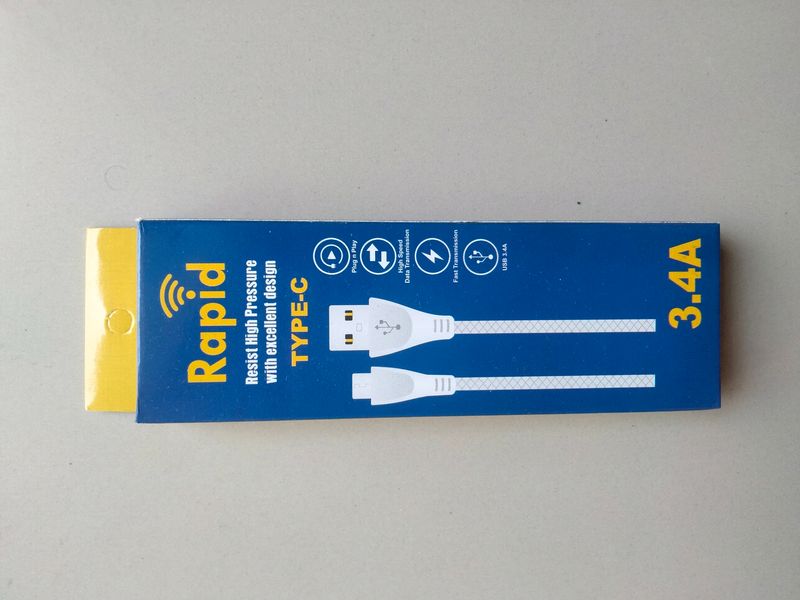 Rapid
Resist High Pressure
with excellent design
TYPE-C
Plug n Play
High Speed
Data Transmission
Fast Transmission
USB 3.4A
3.4A